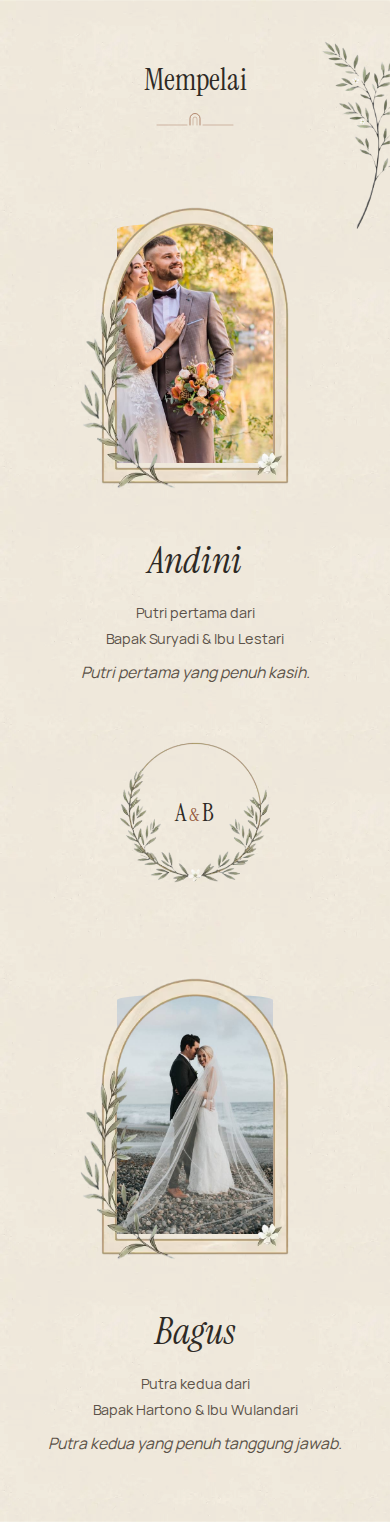 Mempelai
Andini
Putri pertama dari
Bapak Suryadi & Ibu Lestari
Putri pertama yang penuh kasih.
A & B
Bagus
Putra kedua dari
Bapak Hartono & Ibu Wulandari
Putra kedua yang penuh tanggung jawab.